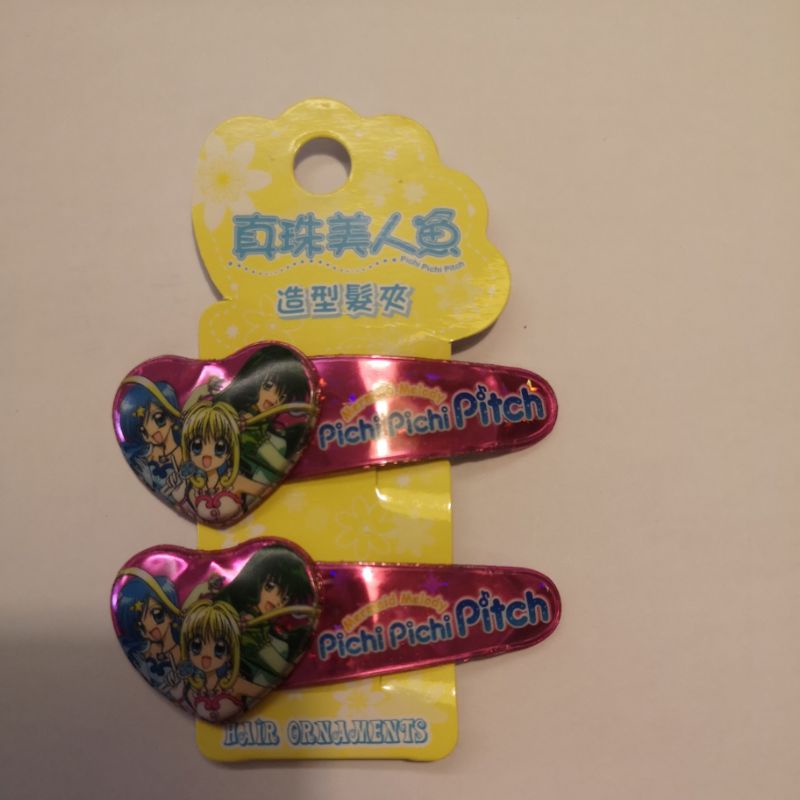 真珠美人魚
Pichi Pichi Pitch
造型髮夾
Mermaid Melody
Pichi Pichi Pitch
Mermaid Melody
Pichi Pichi Pitch
HAIR ORNAMENTS